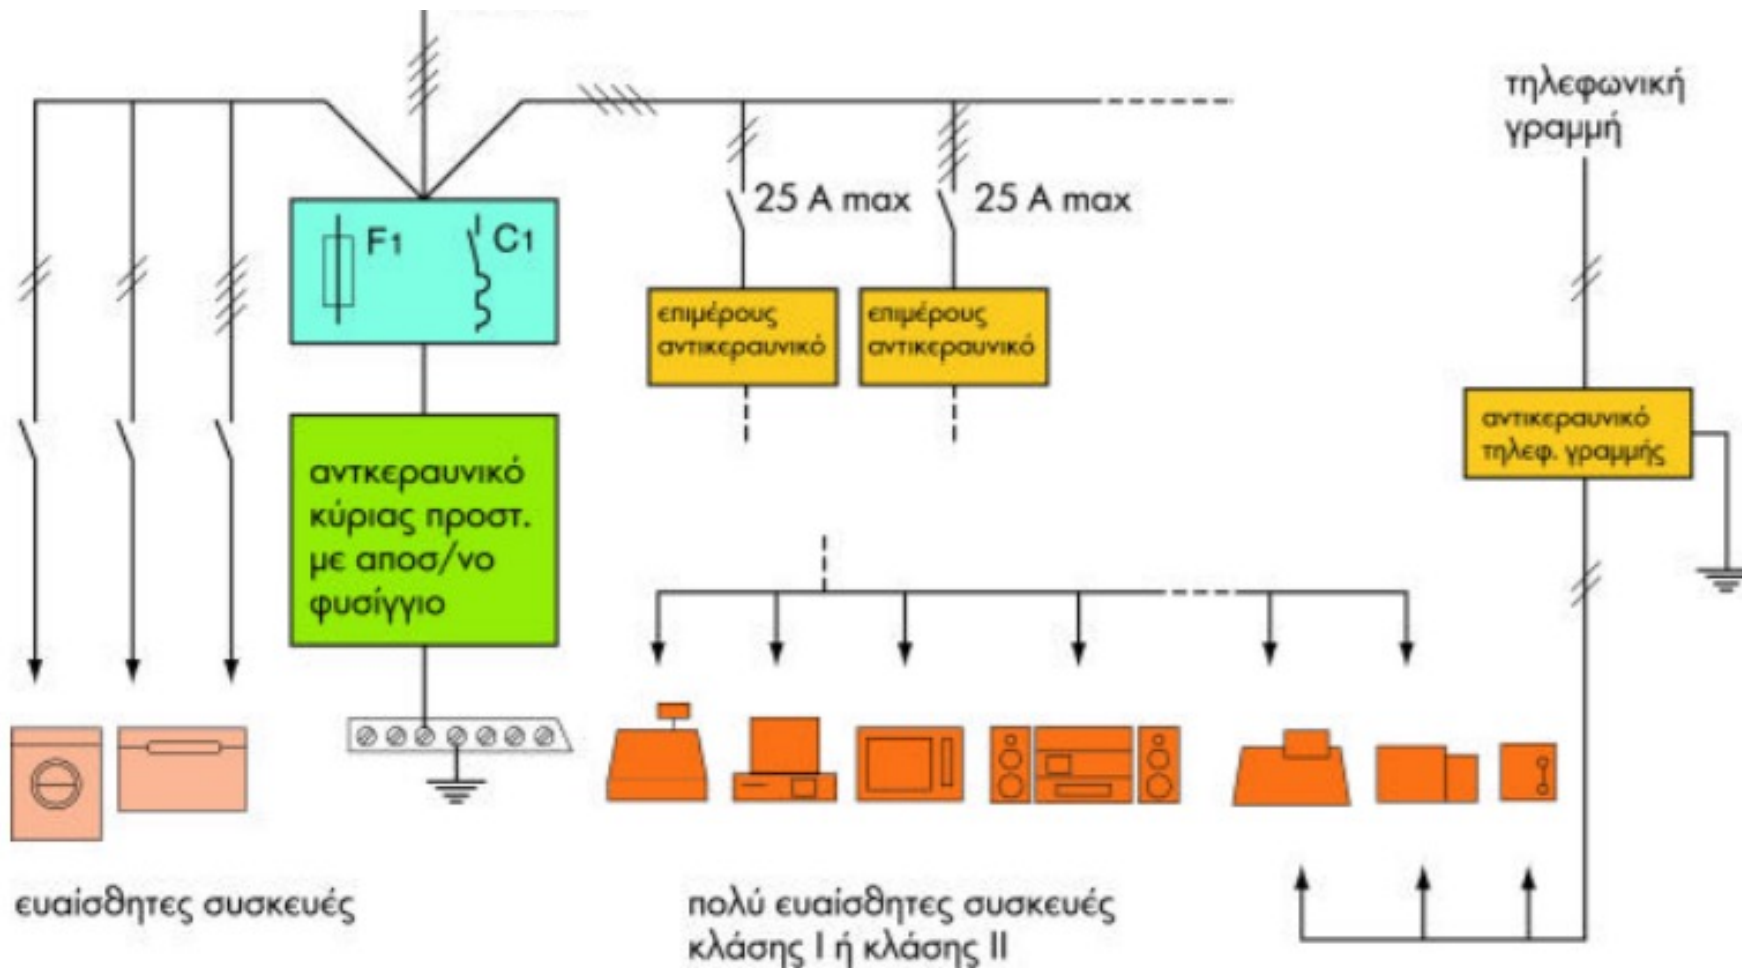 τηλεφωνική
γραμμή
25 A max
25 A max
F1
C1
επιμέρους
αντικεραυνικό
επιμέρους
αντικεραυνικό
αντικεραυνικό
τηλεφ. γραμμής
αντκεραυνικό
κύριας προστ.
με αποσ/νο
φυσίγγιο
ευαίσθητες συσκευές
πολύ ευαίσθητες συσκευές
κλάσης I ή κλάσης II